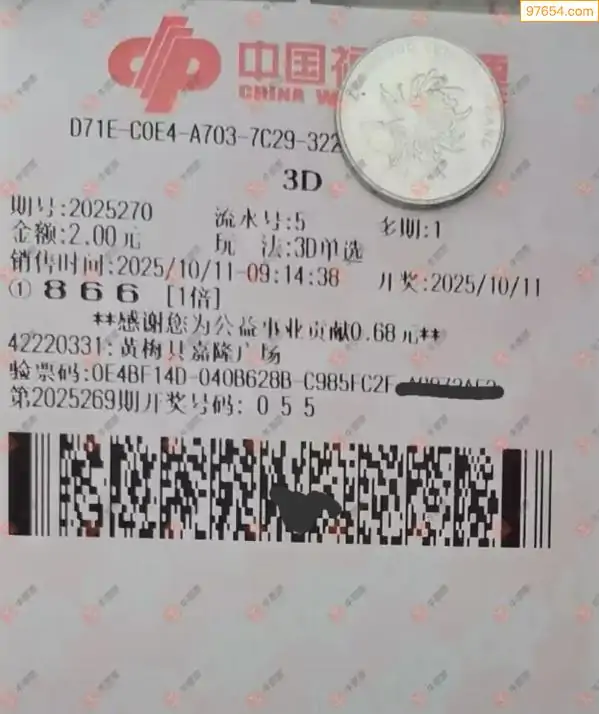 97654.com
中国福
CHINA W
D71E-C0E4-A703-7C29-322
3D
期号:2025270 流水号:5 多期:1
金额:2.00元 玩 法:3D单选
销售时间:2025/10/11-09:14:38 开奖:2025/10/11
① 8 6 6 [1倍]
**感谢您为公益事业贡献0.68元**
42220331:黄梅县嘉隆广场
验票码:0E4BF14D-040B628B-C985FC2F
第2025269期开奖号码: 0 5 5